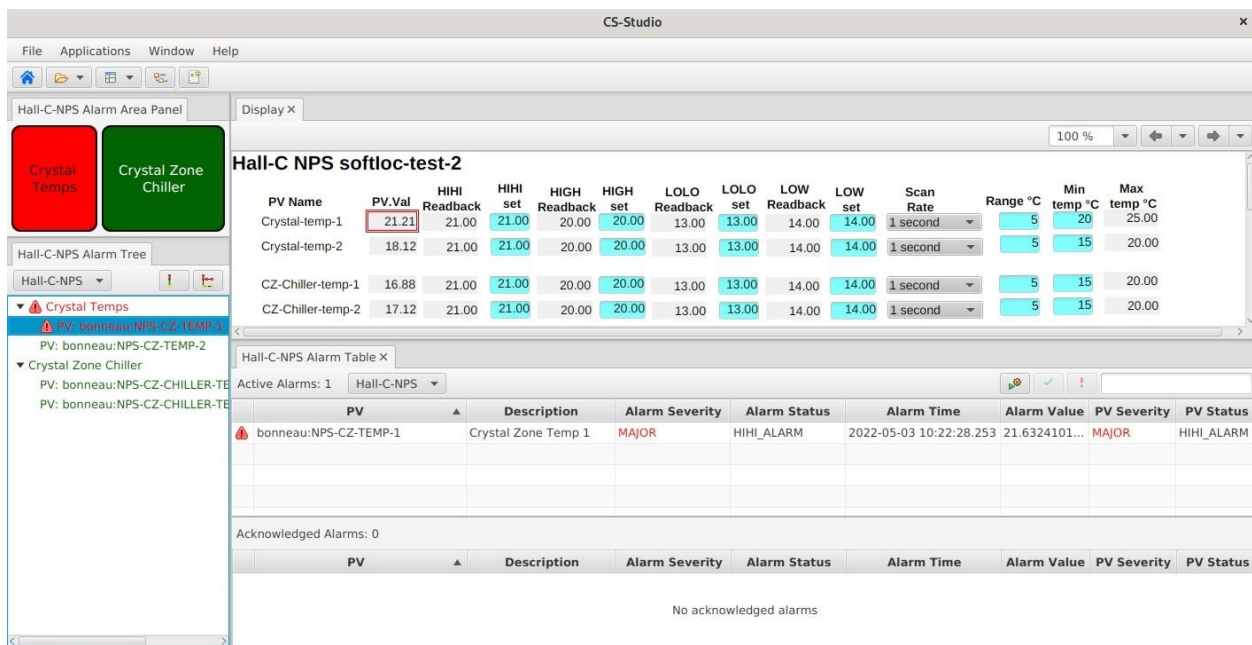 CS-Studio
File Applications Window Help
Hall-C-NPS Alarm Area Panel
Crystal Temps
Crystal Zone Chiller
Hall-C-NPS Alarm Tree
Hall-C-NPS
Crystal Temps
PV: bonneau:NPS-CZ-TEMP-1
PV: bonneau:NPS-CZ-TEMP-2
Crystal Zone Chiller
PV: bonneau:NPS-CZ-CHILLER-TE
PV: bonneau:NPS-CZ-CHILLER-TE
Display
100 %
Hall-C NPS softIoc-test-2
PV Name PV.Val HIHI Readback HIHI set HIGH Readback HIGH set LOLO Readback LOLO set LOW Readback LOW set Scan Rate Range °C Min temp °C Max temp °C
Crystal-temp-1 21.21 21.00 21.00 20.00 20.00 13.00 13.00 14.00 14.00 1 second 5 20 25.00
Crystal-temp-2 18.12 21.00 21.00 20.00 20.00 13.00 13.00 14.00 14.00 1 second 5 15 20.00
CZ-Chiller-temp-1 16.88 21.00 21.00 20.00 20.00 13.00 13.00 14.00 14.00 1 second 5 15 20.00
CZ-Chiller-temp-2 17.12 21.00 21.00 20.00 20.00 13.00 13.00 14.00 14.00 1 second 5 15 20.00
Hall-C-NPS Alarm Table
Active Alarms: 1 Hall-C-NPS
PV Description Alarm Severity Alarm Status Alarm Time Alarm Value PV Severity PV Status
bonneau:NPS-CZ-TEMP-1 Crystal Zone Temp 1 MAJOR HIHI_ALARM 2022-05-03 10:22:28.253 21.6324101... MAJOR HIHI_ALARM
Acknowledged Alarms: 0
PV Description Alarm Severity Alarm Status Alarm Time Alarm Value PV Severity PV Status
No acknowledged alarms